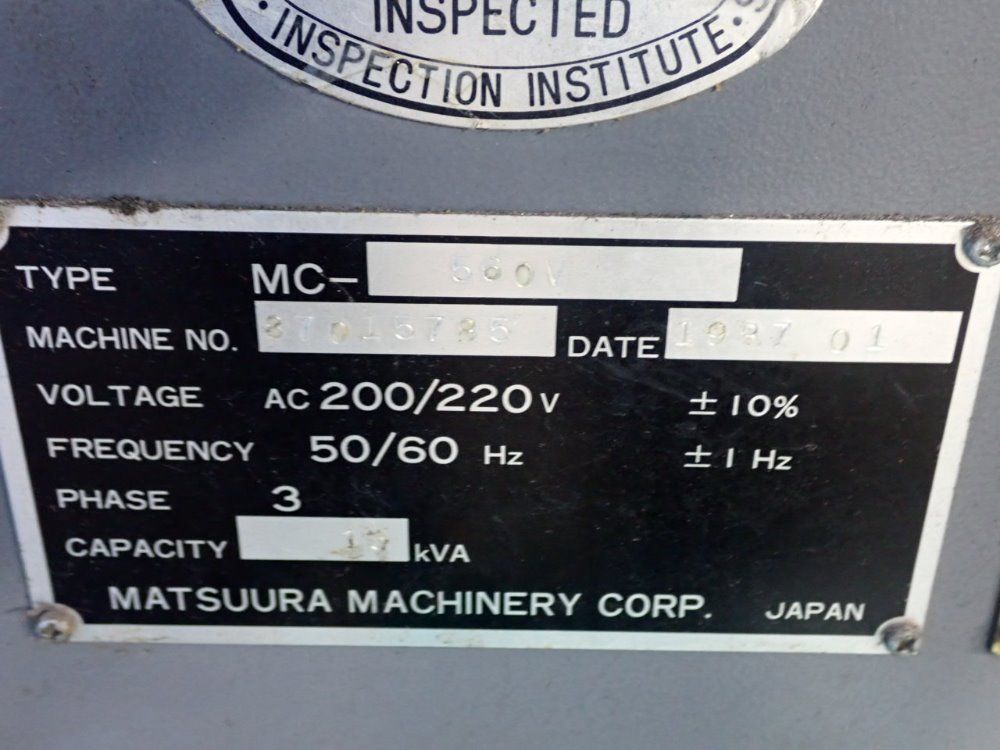 INSPECTED
· INSPECTION INSTITUTE ·
TYPE MC- 560V
MACHINE NO. 87015785 DATE 1987 01
VOLTAGE AC 200/220 V ±10%
FREQUENCY 50/60 Hz ±1 Hz
PHASE 3
CAPACITY kVA
MATSUURA MACHINERY CORP. JAPAN